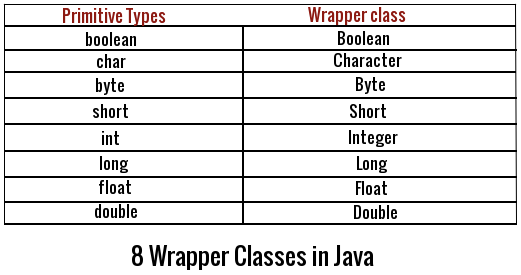 Primitive Types Wrapper class
boolean Boolean
char Character
byte Byte
short Short
int Integer
long Long
float Float
double Double
8 Wrapper Classes in Java